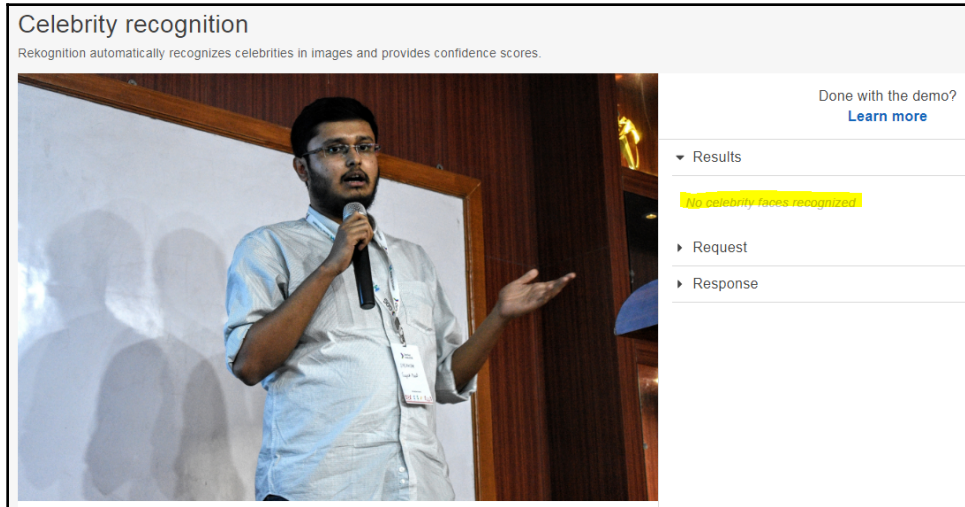 Celebrity recognition
Rekognition automatically recognizes celebrities in images and provides confidence scores.
Done with the demo?
Learn more
Results
No celebrity faces recognized
Request
Response